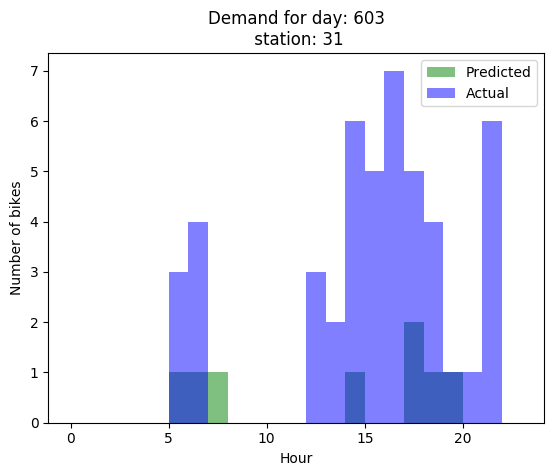 Demand for day: 603
station: 31
Predicted
Actual
Number of bikes
7
6
5
4
3
2
1
0
0 5 10 15 20
Hour